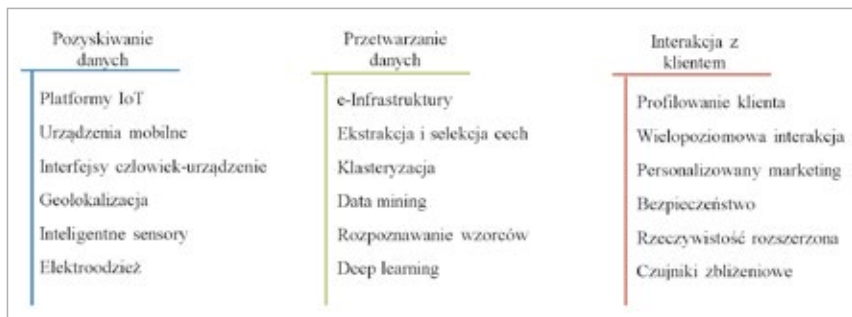 Pozyskiwanie
danych
Platformy IoT
Urządzenia mobilne
Interfejsy człowiek-urządzenie
Geolokalizacja
Inteligentne sensory
Elektroodzież
Przetwarzanie
danych
e-Infrastruktury
Ekstrakcja i selekcja cech
Klasteryzacja
Data mining
Rozpoznawanie wzorców
Deep learning
Interakcja z
klientem
Profilowanie klienta
Wielopoziomowa interakcja
Personalizowany marketing
Bezpieczeństwo
Rzeczywistość rozszerzona
Czujniki zbliżeniowe